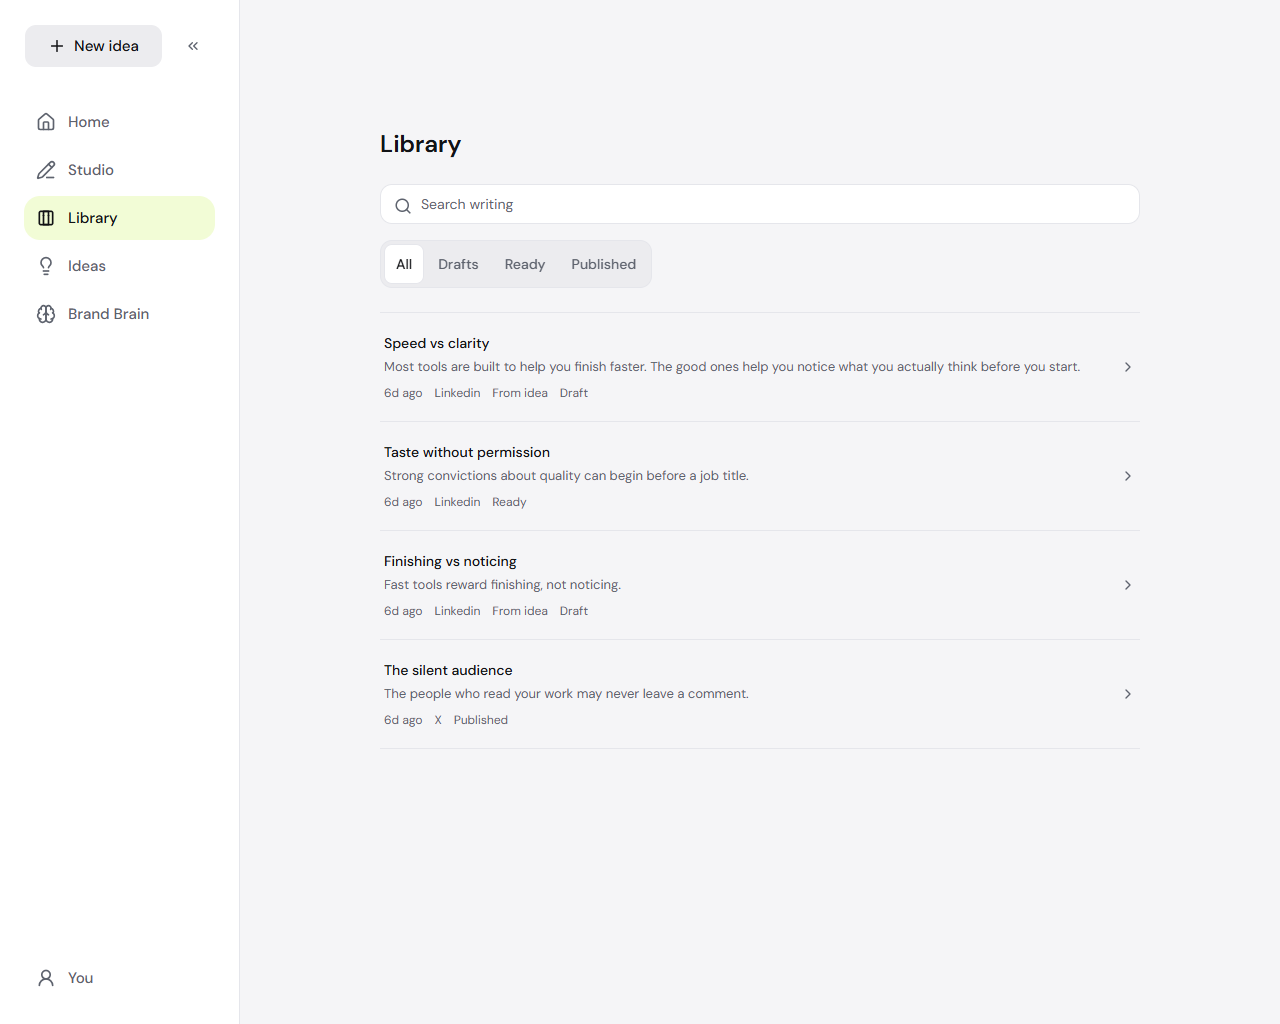 New idea
Home
Studio
Library
Ideas
Brand Brain
You
Library
Search writing
All Drafts Ready Published
Speed vs clarity
Most tools are built to help you finish faster. The good ones help you notice what you actually think before you start.
6d ago Linkedin From idea Draft
Taste without permission
Strong convictions about quality can begin before a job title.
6d ago Linkedin Ready
Finishing vs noticing
Fast tools reward finishing, not noticing.
6d ago Linkedin From idea Draft
The silent audience
The people who read your work may never leave a comment.
6d ago X Published